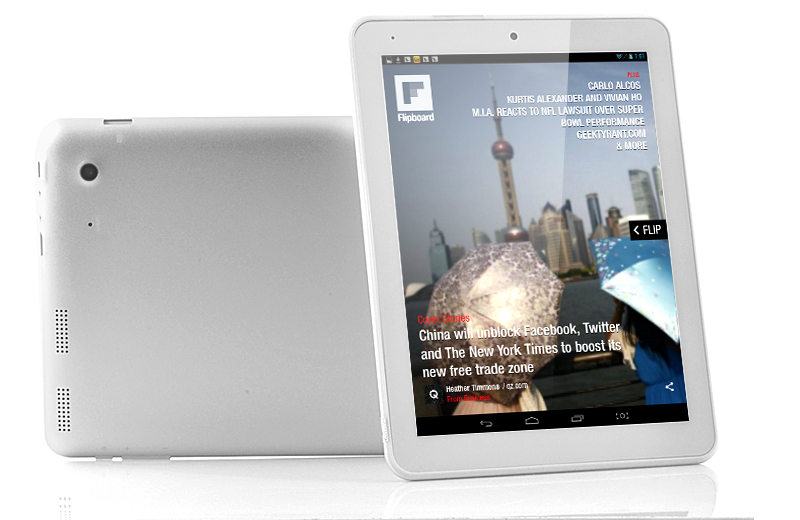 Flipboard
CARLO ALCOS
KURTIS ALEXANDER AND VIVIAN HO
M.I.A. REACTS TO NFL LAWSUIT OVER SUPER
BOWL PERFORMANCE
GEEKTYRANT.COM
& MORE
FLIP
Stories
China will unblock Facebook, Twitter
and The New York Times to boost its
new free trade zone
Q
Heather Timmons / qz.com
From